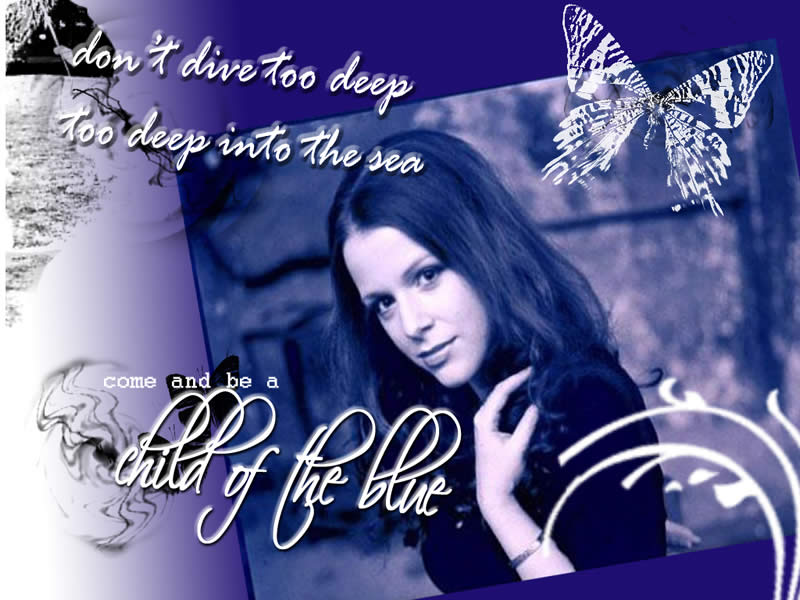 don't dive too deep
too deep into the sea
come and be a
child of the blue